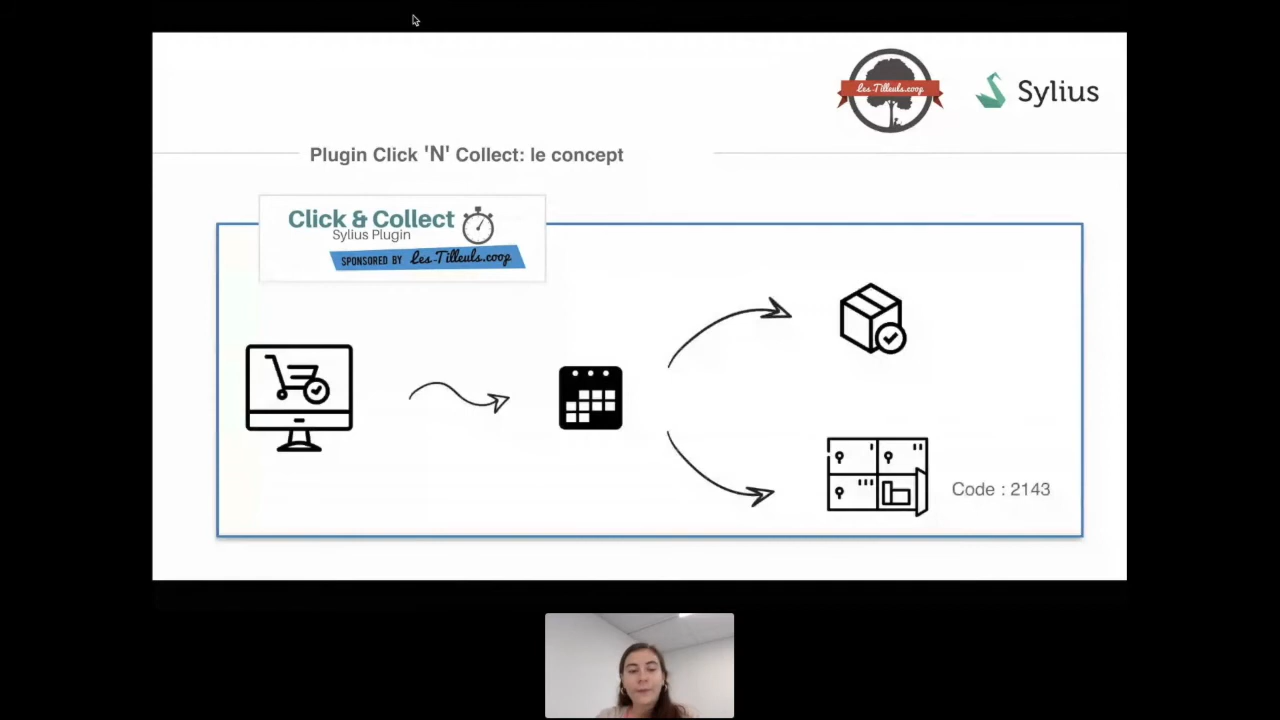 Les-Tilleuls.coop
Sylius
Plugin Click 'N' Collect: le concept
Click & Collect
Sylius Plugin
SPONSORED BY Les-Tilleuls.coop
Code : 2143